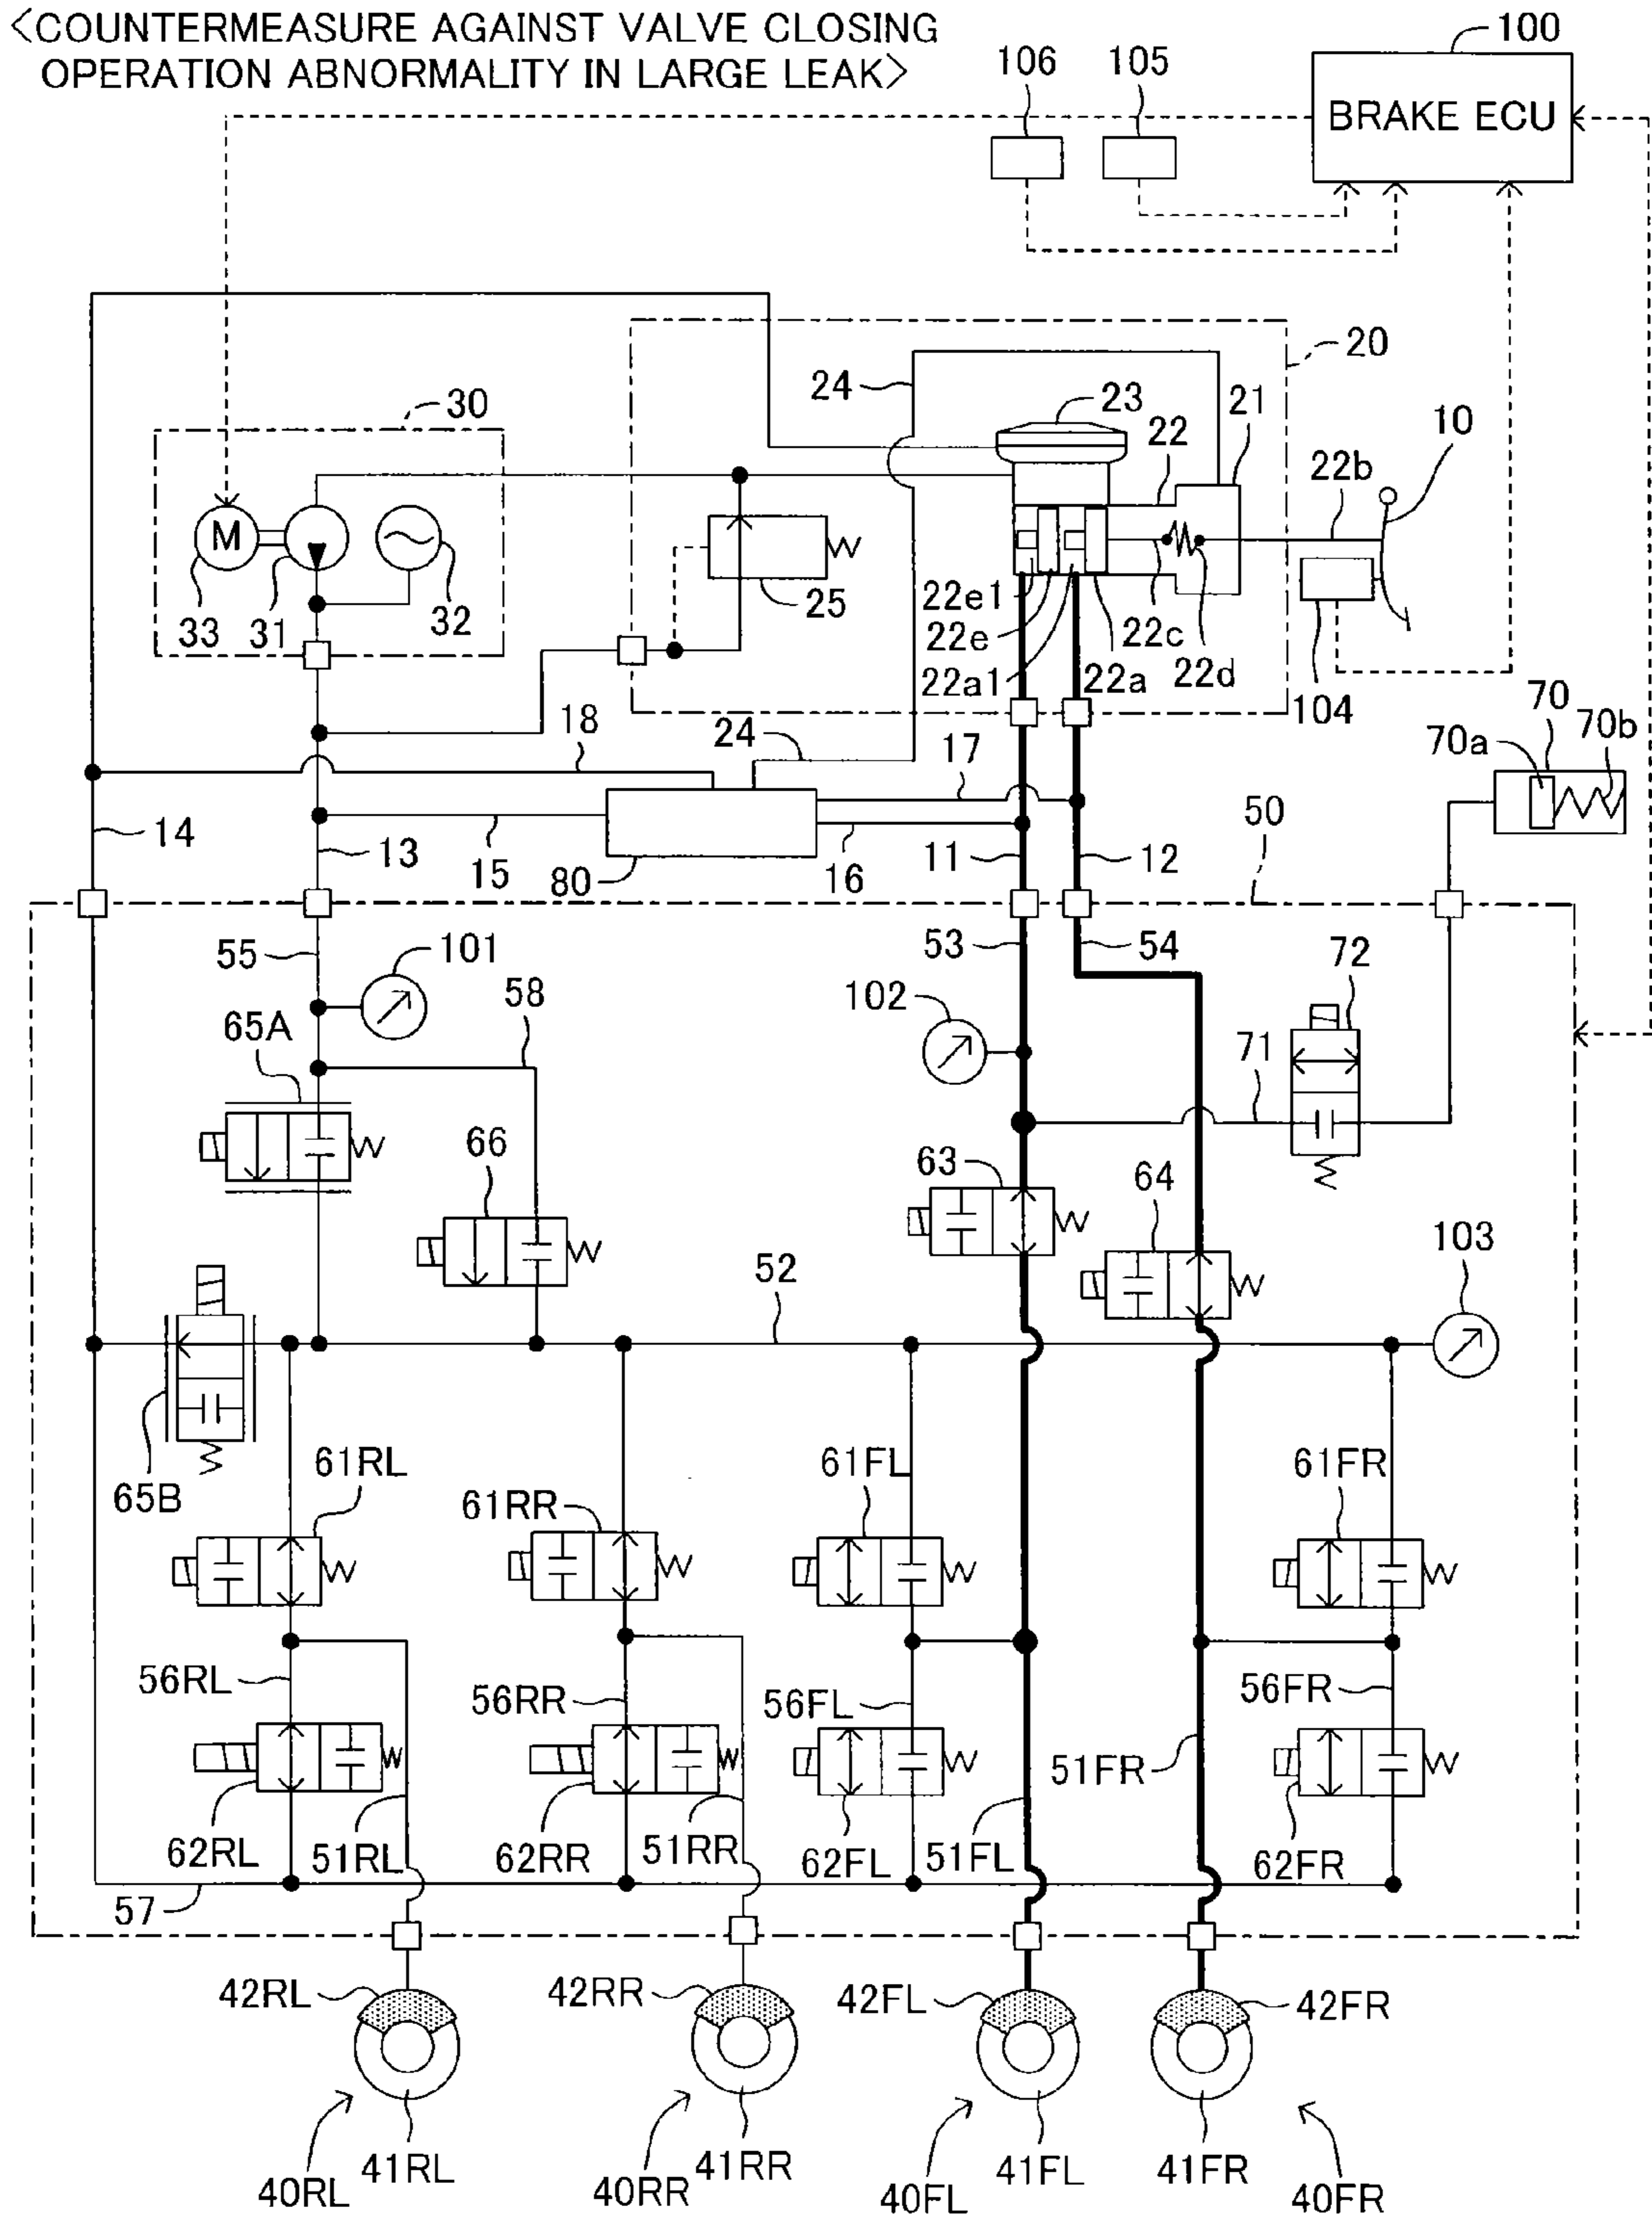 <COUNTERMEASURE AGAINST VALVE CLOSING
OPERATION ABNORMALITY IN LARGE LEAK>
106 105 100
BRAKE ECU
20
24 23 21
30 22 10
22b
M
22e1
33 31 32 25 22e 22c
22a1 22a 22d
104
18 24 17 70 70b
70a
14 13 50
15 80 16 11 12
55 101 53 54 72
58 102
65A 71
66 63 64
52 103
65B 61RL 61RR 61FL 61FR
56RL 56RR 56FL 56FR
51FR
62RL 51RL 62RR 51RR 62FL 51FL 62FR
57
42RL 42RR 42FL 42FR
41RL 41RR 41FL 41FR
40RL 40RR 40FL 40FR